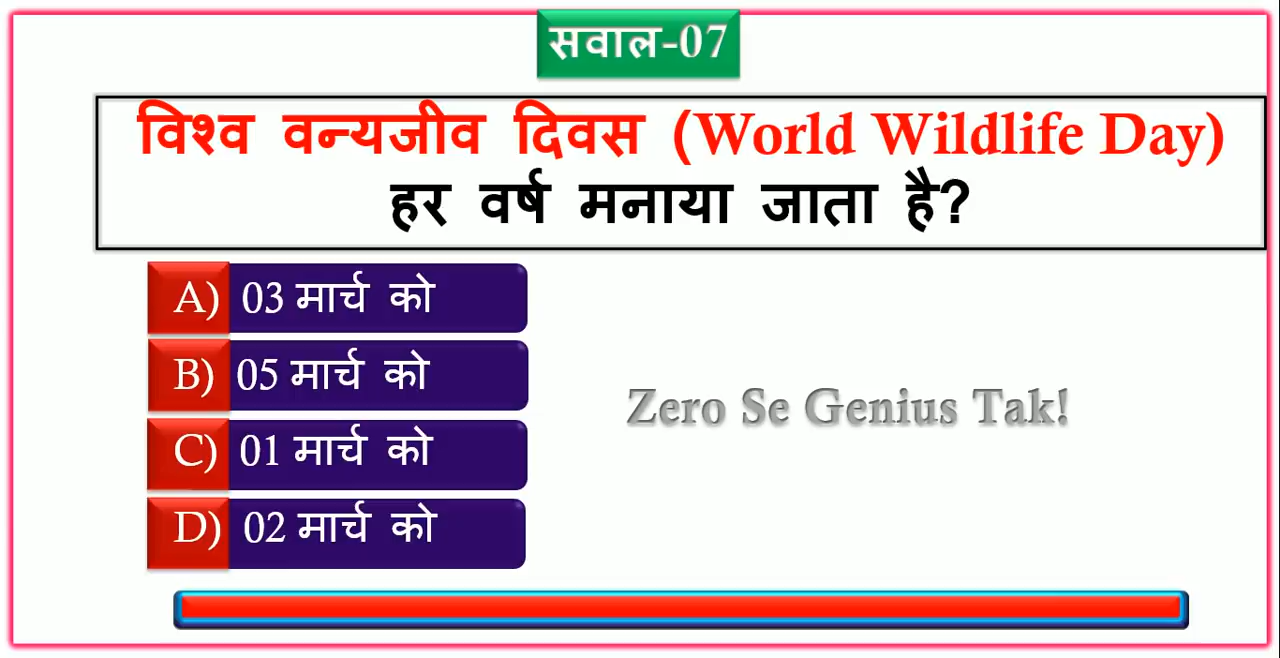 सवाल-07
विश्व वन्यजीव दिवस (World Wildlife Day)
हर वर्ष मनाया जाता है?
A) 03 मार्च को
B) 05 मार्च को
C) 01 मार्च को
D) 02 मार्च को
Zero Se Genius Tak!